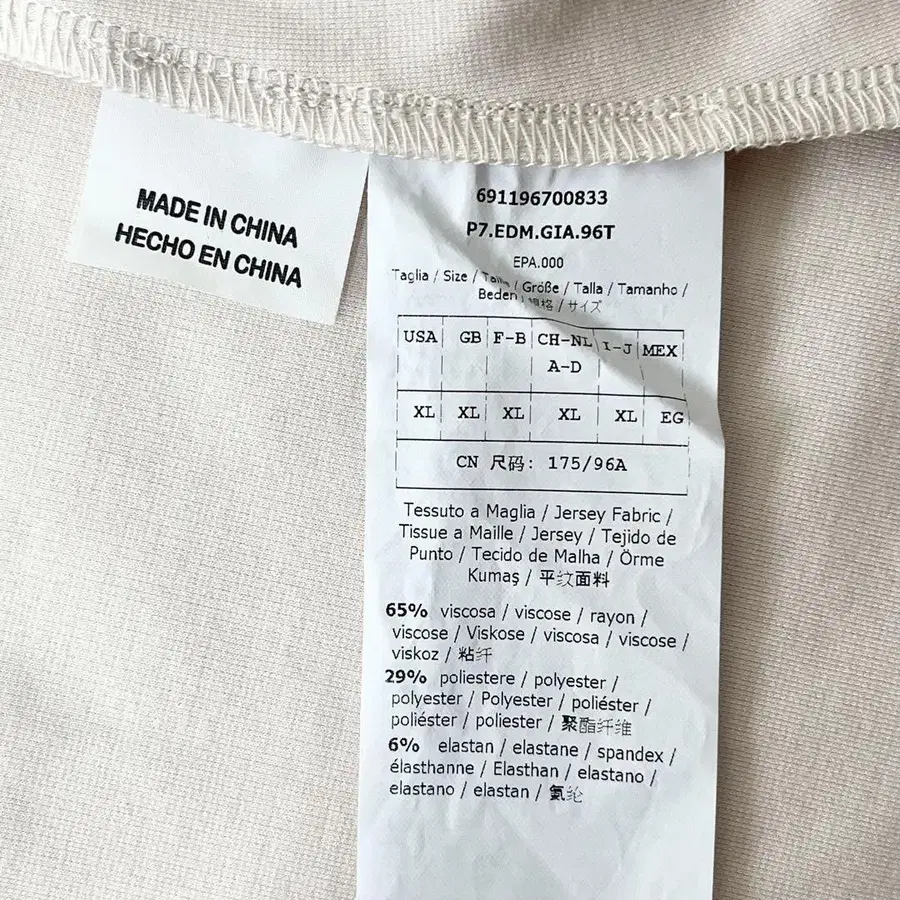 MADE IN CHINA
HECHO EN CHINA
691196700833
P7.EDM.GIA.96T
EPA.000
Taglia / Size / Größe / Talla / Tamanho /
Beden / 規格 / サイズ
USA GB F-B CH-NL I-J MEX
A-D
XL XL XL XL XL EG
CN 尺码: 175/96A
Tessuto a Maglia / Jersey Fabric /
Tissue a Maille / Jersey / Tejido de
Punto / Tecido de Malha / Örme
Kumaş / 平纹面料
65% viscosa / viscose / rayon /
viscose / Viskose / viscosa / viscose /
viskoz / 粘纤
29% poliestere / polyester /
polyester / Polyester / poliéster /
poliéster / poliester / 聚酯纤维
6% elastan / elastane / spandex /
élasthanne / Elasthan / elastano /
elastano / elastan / 氨纶